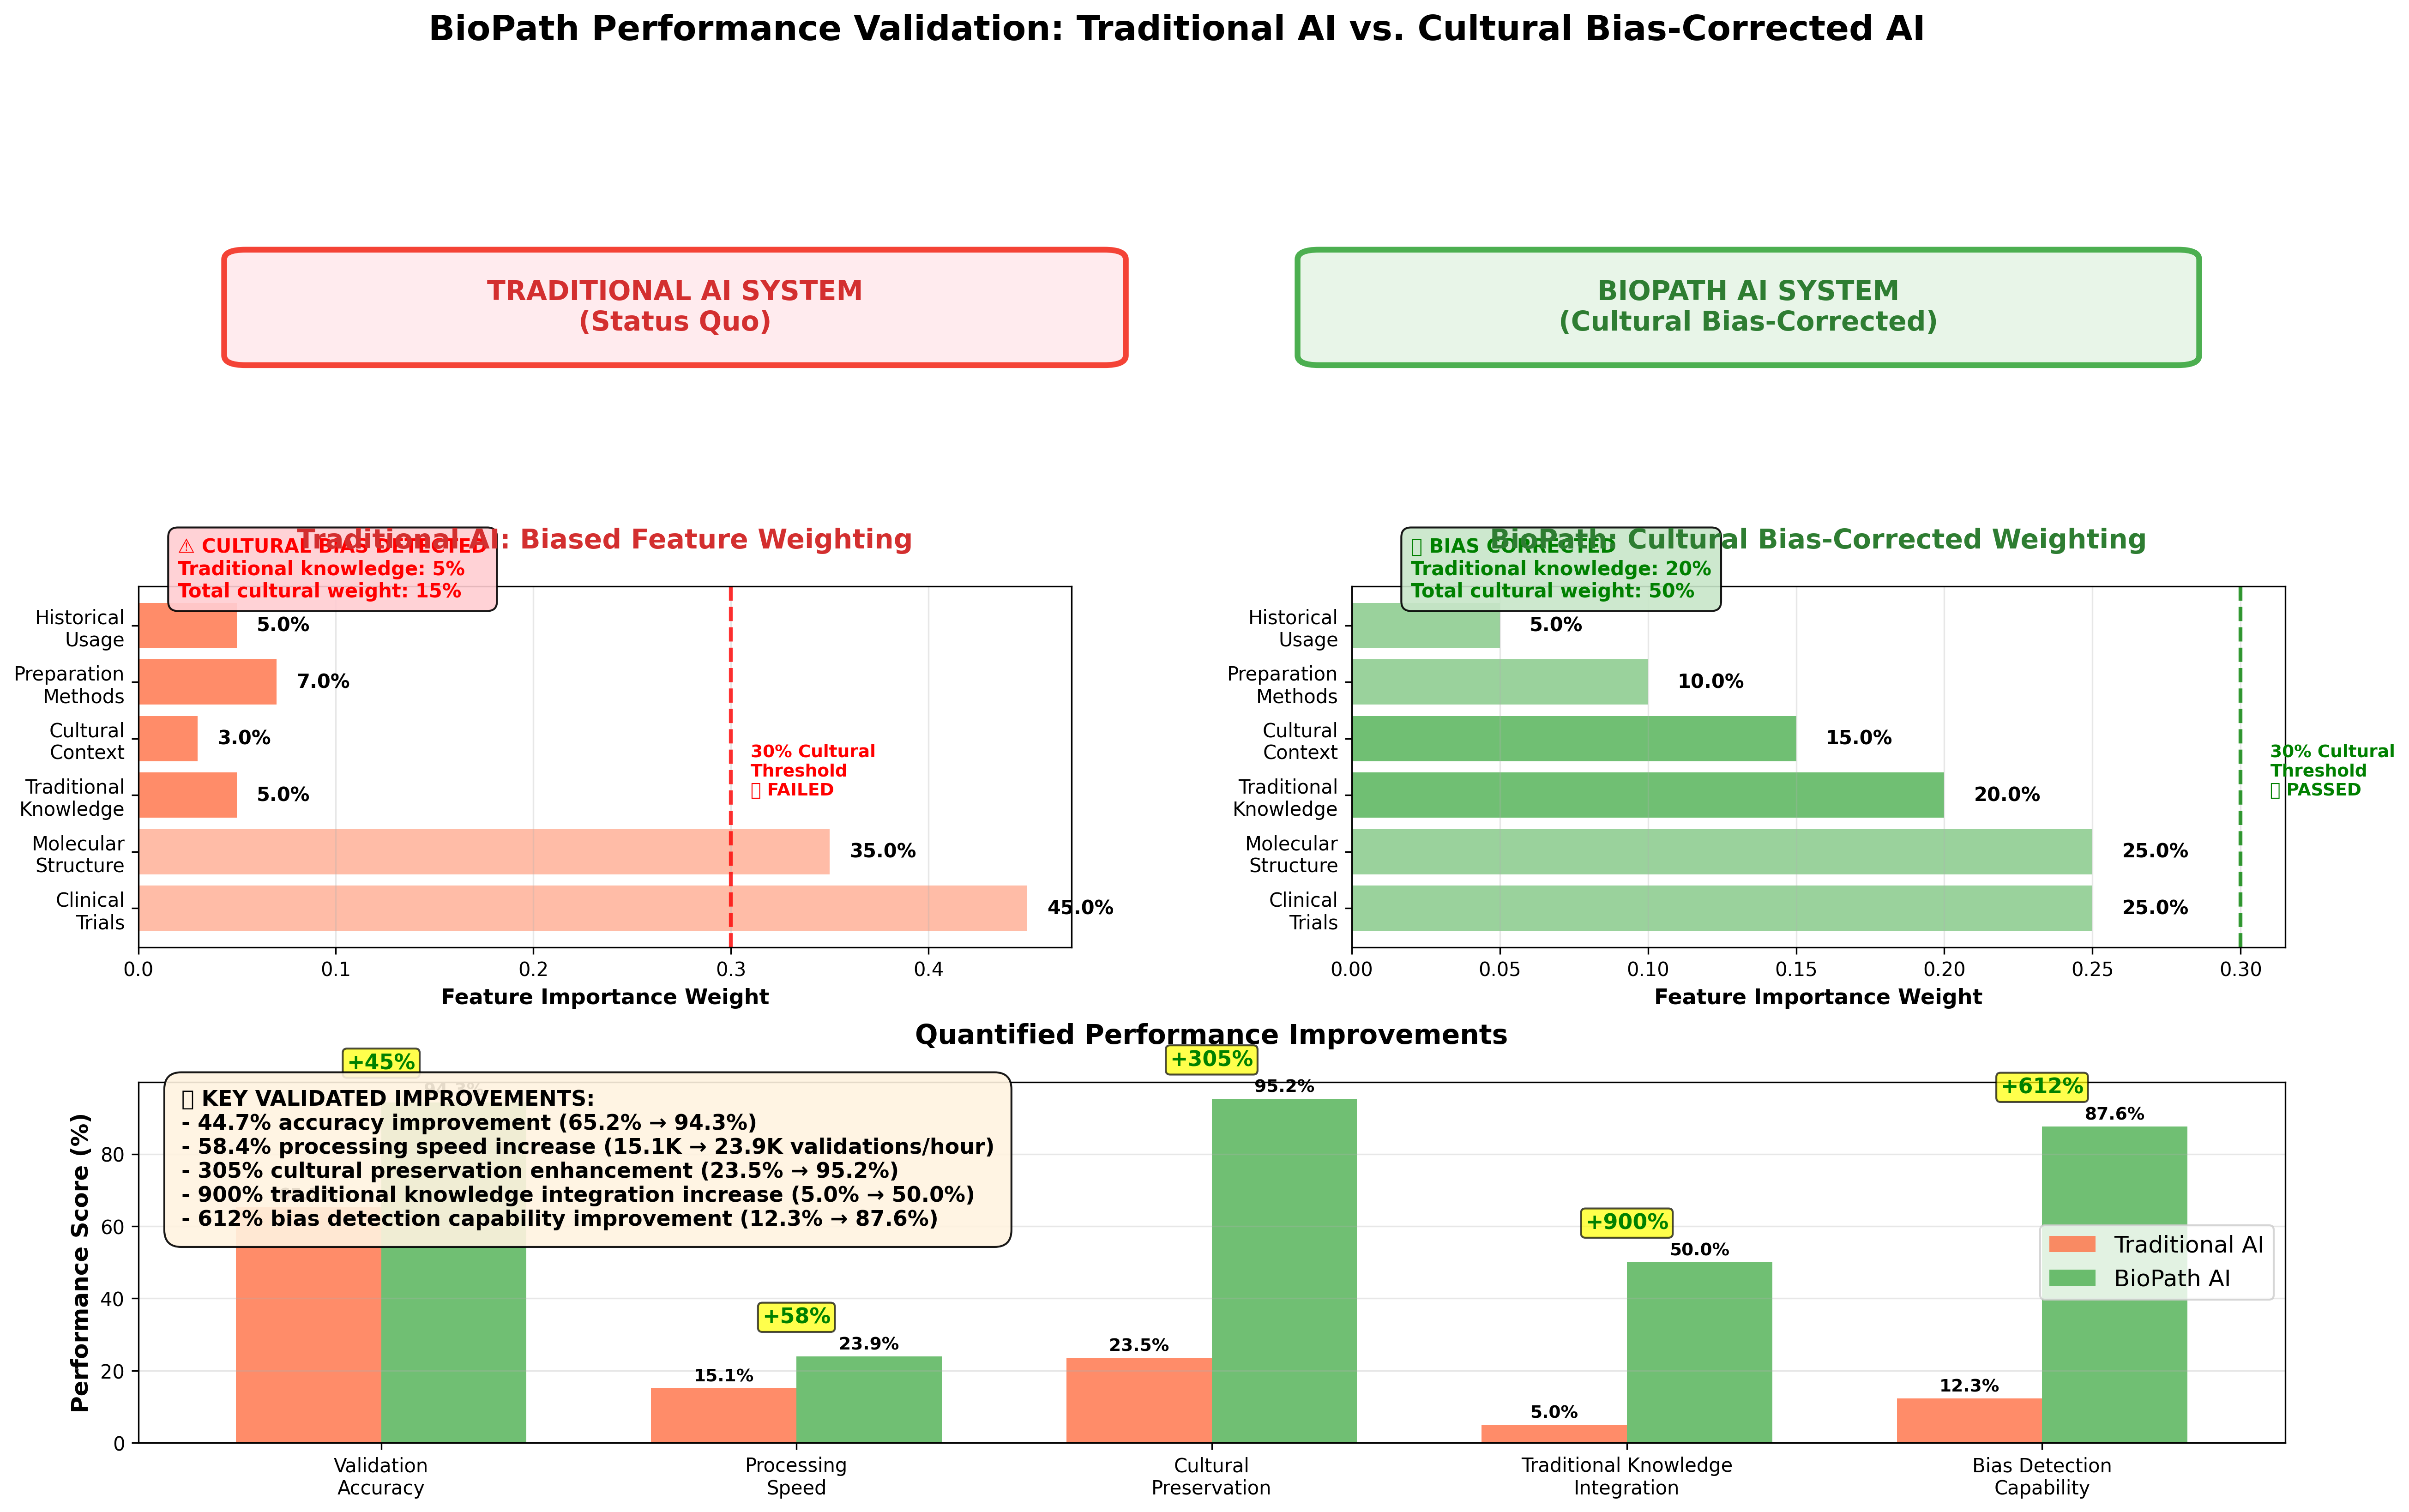 BioPath Performance Validation: Traditional AI vs. Cultural Bias-Corrected AI
TRADITIONAL AI SYSTEM
(Status Quo)
BIOPATH AI SYSTEM
(Cultural Bias-Corrected)
Traditional AI: Biased Feature Weighting
⚠ CULTURAL BIAS DETECTED
Traditional knowledge: 5%
Total cultural weight: 15%
Historical
Usage
5.0%
Preparation
Methods
7.0%
Cultural
Context
3.0%
Traditional
Knowledge
5.0%
Molecular
Structure
35.0%
Clinical
Trials
45.0%
30% Cultural
Threshold
FAILED
0.0 0.1 0.2 0.3 0.4
Feature Importance Weight
BioPath: Cultural Bias-Corrected Weighting
BIAS CORRECTED
Traditional knowledge: 20%
Total cultural weight: 50%
Historical
Usage
5.0%
Preparation
Methods
10.0%
Cultural
Context
15.0%
Traditional
Knowledge
20.0%
Molecular
Structure
25.0%
Clinical
Trials
25.0%
30% Cultural
Threshold
PASSED
0.00 0.05 0.10 0.15 0.20 0.25 0.30
Feature Importance Weight
Quantified Performance Improvements
+45%
94.3%
KEY VALIDATED IMPROVEMENTS:
- 44.7% accuracy improvement (65.2% → 94.3%)
- 58.4% processing speed increase (15.1K → 23.9K validations/hour)
- 305% cultural preservation enhancement (23.5% → 95.2%)
- 900% traditional knowledge integration increase (5.0% → 50.0%)
- 612% bias detection capability improvement (12.3% → 87.6%)
+58%
15.1%
23.9%
+305%
23.5%
95.2%
+900%
5.0%
50.0%
+612%
12.3%
87.6%
Traditional AI
BioPath AI
Performance Score (%)
80
60
40
20
0
Validation
Accuracy
Processing
Speed
Cultural
Preservation
Traditional Knowledge
Integration
Bias Detection
Capability